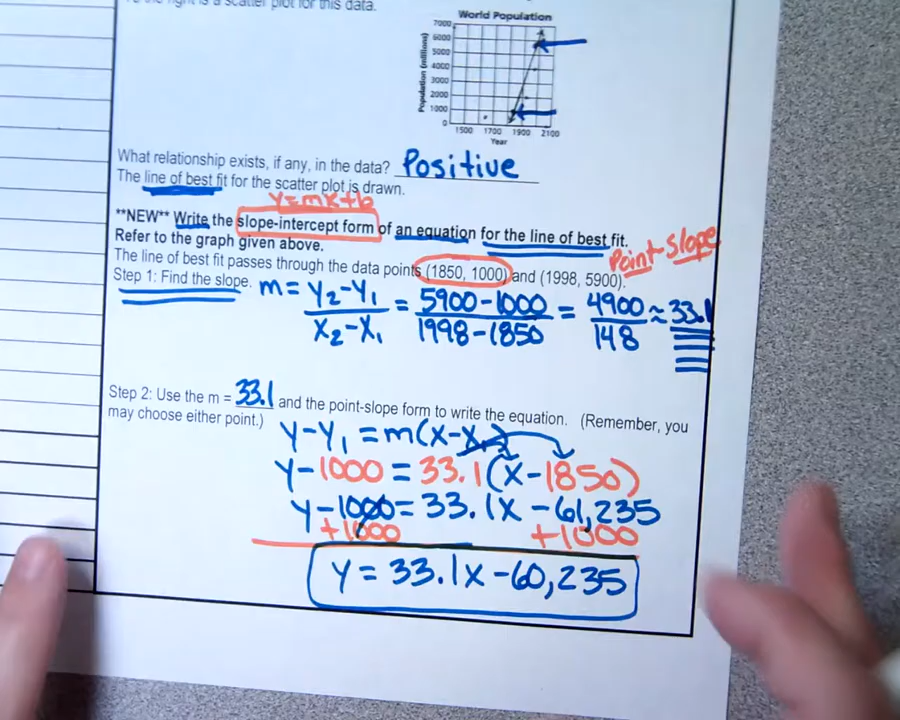 is a scatter plot for this data.
World Population
Population (millions)
7000
6000
5000
4000
3000
2000
1000
0
1500 1700 1900 2100
Year
What relationship exists, if any, in the data? Positive
The line of best fit for the scatter plot is drawn.
y=mx+b
**NEW** Write the slope-intercept form of an equation for the line of best fit.
Refer to the graph given above.
Point-Slope
The line of best fit passes through the data points (1850, 1000) and (1998, 5900).
Step 1: Find the slope. m = y2-y1 / x2-x1 = 5900-1000 / 1998-1850 = 4900 / 148 ≈ 33.1
Step 2: Use the m = 33.1 and the point-slope form to write the equation. (Remember, you
may choose either point.)
y-y1 = m(x-x1)
y-1000 = 33.1(x-1850)
y-1000 = 33.1x - 61,235
+1000 +1000
y = 33.1x - 60,235